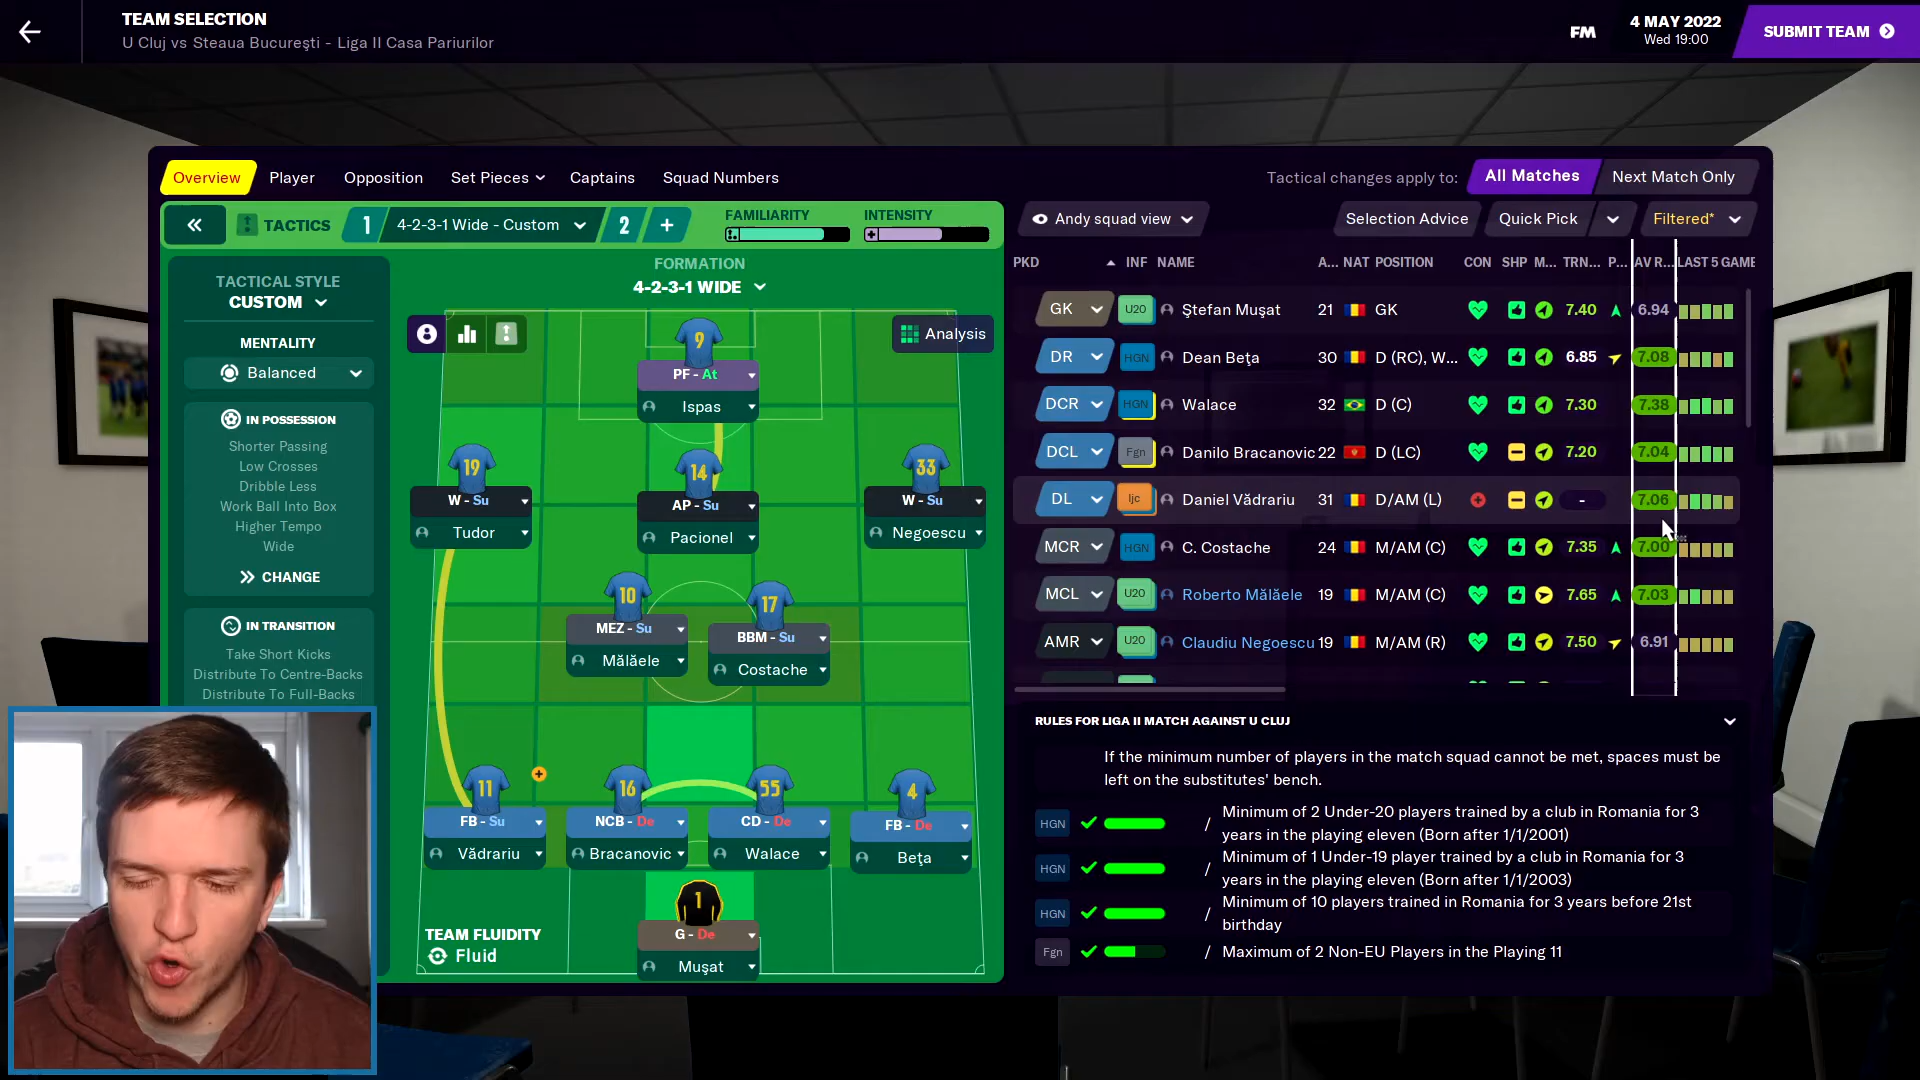 TEAM SELECTION
U Cluj vs Steaua Bucureşti - Liga II Casa Pariurilor
FM
4 MAY 2022
Wed 19:00
SUBMIT TEAM
Overview
Player
Opposition
Set Pieces
Captains
Squad Numbers
Tactical changes apply to:
All Matches
Next Match Only
TACTICS
1
4-2-3-1 Wide - Custom
2
FAMILIARITY
INTENSITY
TACTICAL STYLE
CUSTOM
MENTALITY
Balanced
IN POSSESSION
Shorter Passing
Low Crosses
Dribble Less
Work Ball Into Box
Higher Tempo
Wide
CHANGE
IN TRANSITION
Take Short Kicks
Distribute To Centre-Backs
Distribute To Full-Backs
FORMATION
4-2-3-1 WIDE
Analysis
9
PF - At
Ispas
19
W - Su
Tudor
14
AP - Su
Pacionel
33
W - Su
Negoescu
10
MEZ - Su
Mălăele
17
BBM - Su
Costache
11
FB - Su
Vădrariu
16
NCB - De
Bracanovic
55
CD - De
Walace
4
FB - De
Beţa
1
G - De
Muşat
TEAM FLUIDITY
Fluid
Andy squad view
Selection Advice
Quick Pick
Filtered*
PKD INF NAME A... NAT POSITION CON SHP M... TRN... P... AV R... LAST 5 GAME
GK U20 Ştefan Muşat 21 GK 7.40 6.94
DR HGN Dean Beţa 30 D (RC), W... 6.85 7.08
DCR HGN Walace 32 D (C) 7.30 7.38
DCL Fgn Danilo Bracanovic 22 D (LC) 7.20 7.04
DL Ijc Daniel Vădrariu 31 D/AM (L) - 7.06
MCR HGN C. Costache 24 M/AM (C) 7.35 7.00
MCL U20 Roberto Mălăele 19 M/AM (C) 7.65 7.03
AMR U20 Claudiu Negoescu 19 M/AM (R) 7.50 6.91
RULES FOR LIGA II MATCH AGAINST U CLUJ
If the minimum number of players in the match squad cannot be met, spaces must be
left on the substitutes' bench.
HGN / Minimum of 2 Under-20 players trained by a club in Romania for 3
years in the playing eleven (Born after 1/1/2001)
HGN / Minimum of 1 Under-19 player trained by a club in Romania for 3
years in the playing eleven (Born after 1/1/2003)
HGN / Minimum of 10 players trained in Romania for 3 years before 21st
birthday
Fgn / Maximum of 2 Non-EU Players in the Playing 11